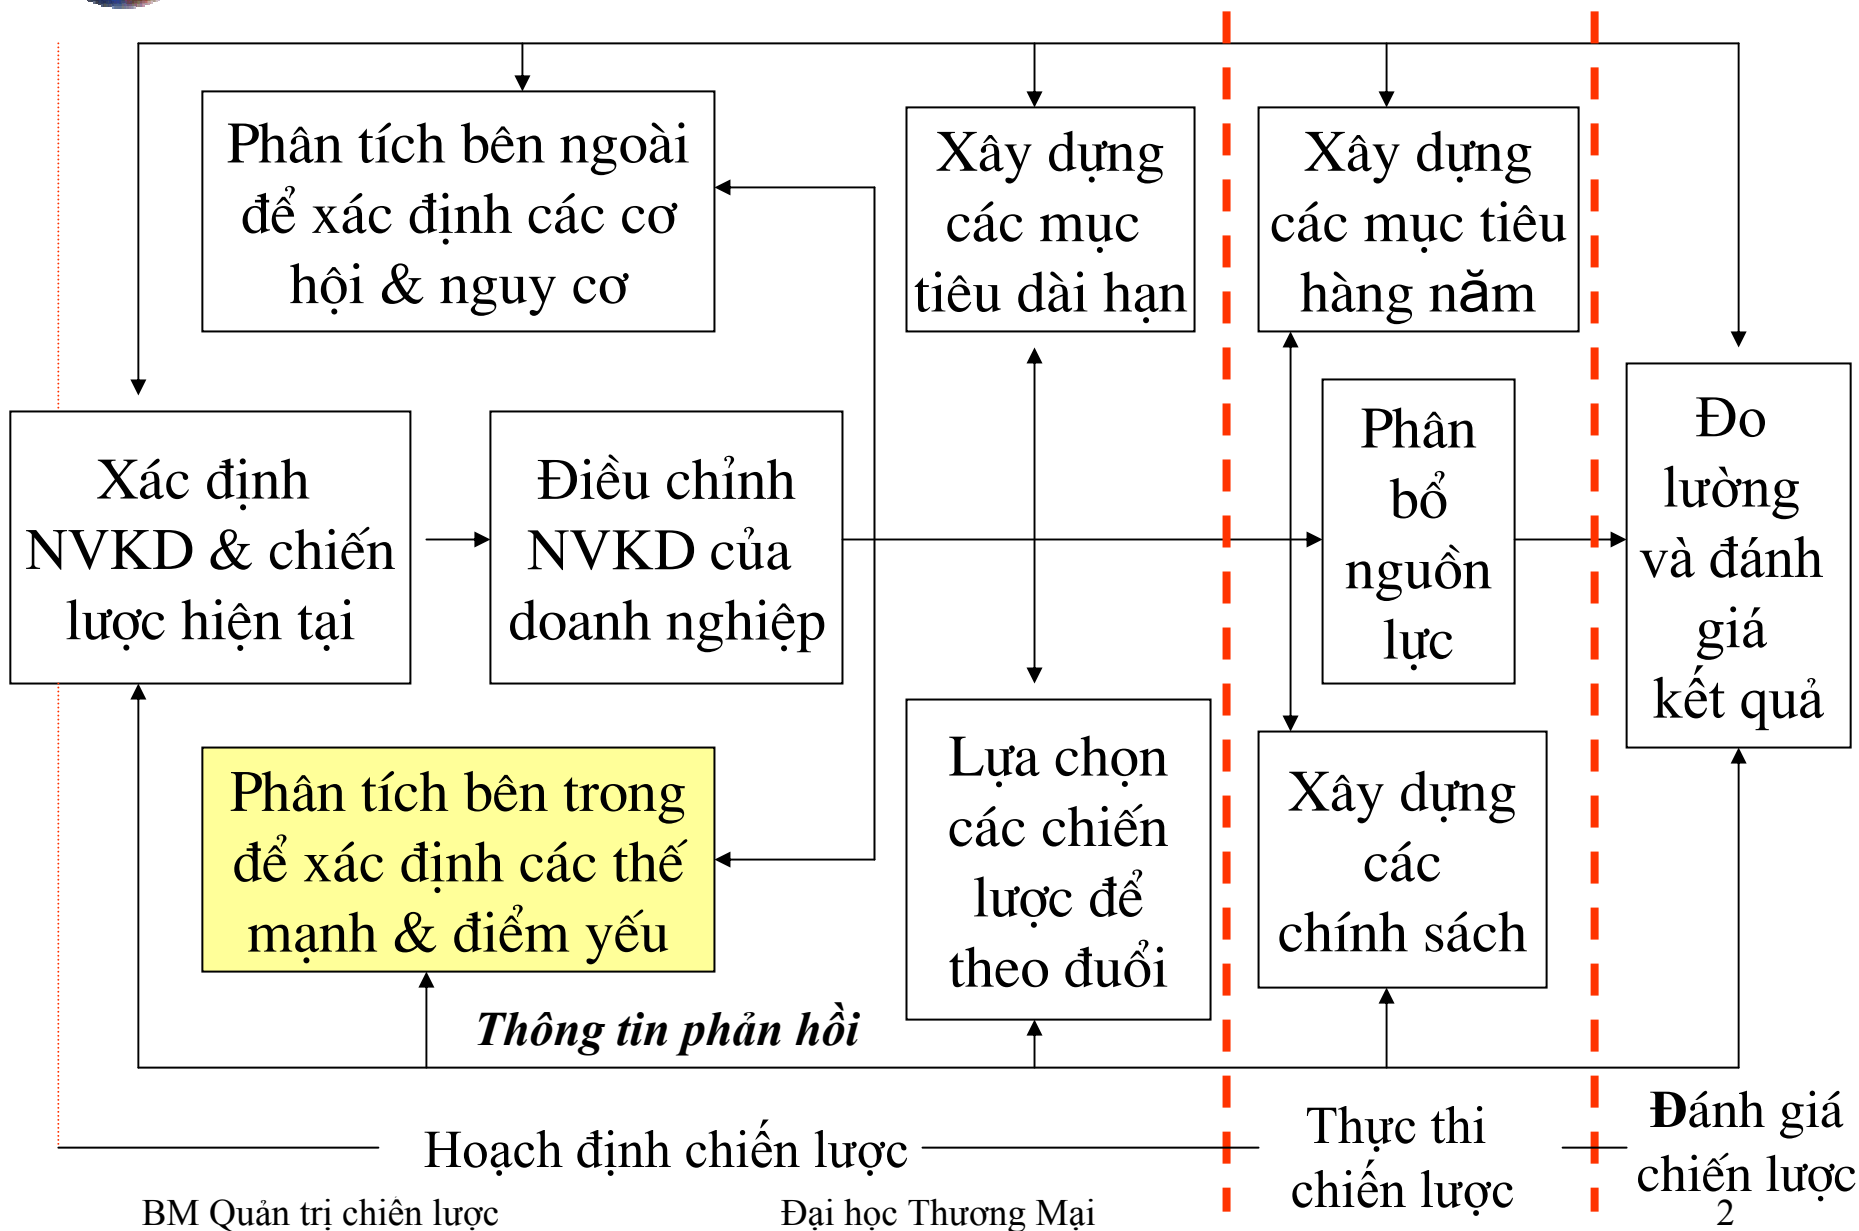 Phân tích bên ngoài
để xác định các cơ
hội & nguy cơ
Xây dựng
các mục
tiêu dài hạn
Xây dựng
các mục tiêu
hàng năm
Xác định
NVKD & chiến
lược hiện tại
Điều chỉnh
NVKD của
doanh nghiệp
Phân
bổ
nguồn
lực
Đo
lường
và đánh
giá
kết quả
Phân tích bên trong
để xác định các thế
mạnh & điểm yếu
Lựa chọn
các chiến
lược để
theo đuổi
Xây dựng
các
chính sách
Thông tin phản hồi
Hoạch định chiến lược
Thực thi
chiến lược
Đánh giá
chiến lược
BM Quản trị chiến lược
Đại học Thương Mại
2